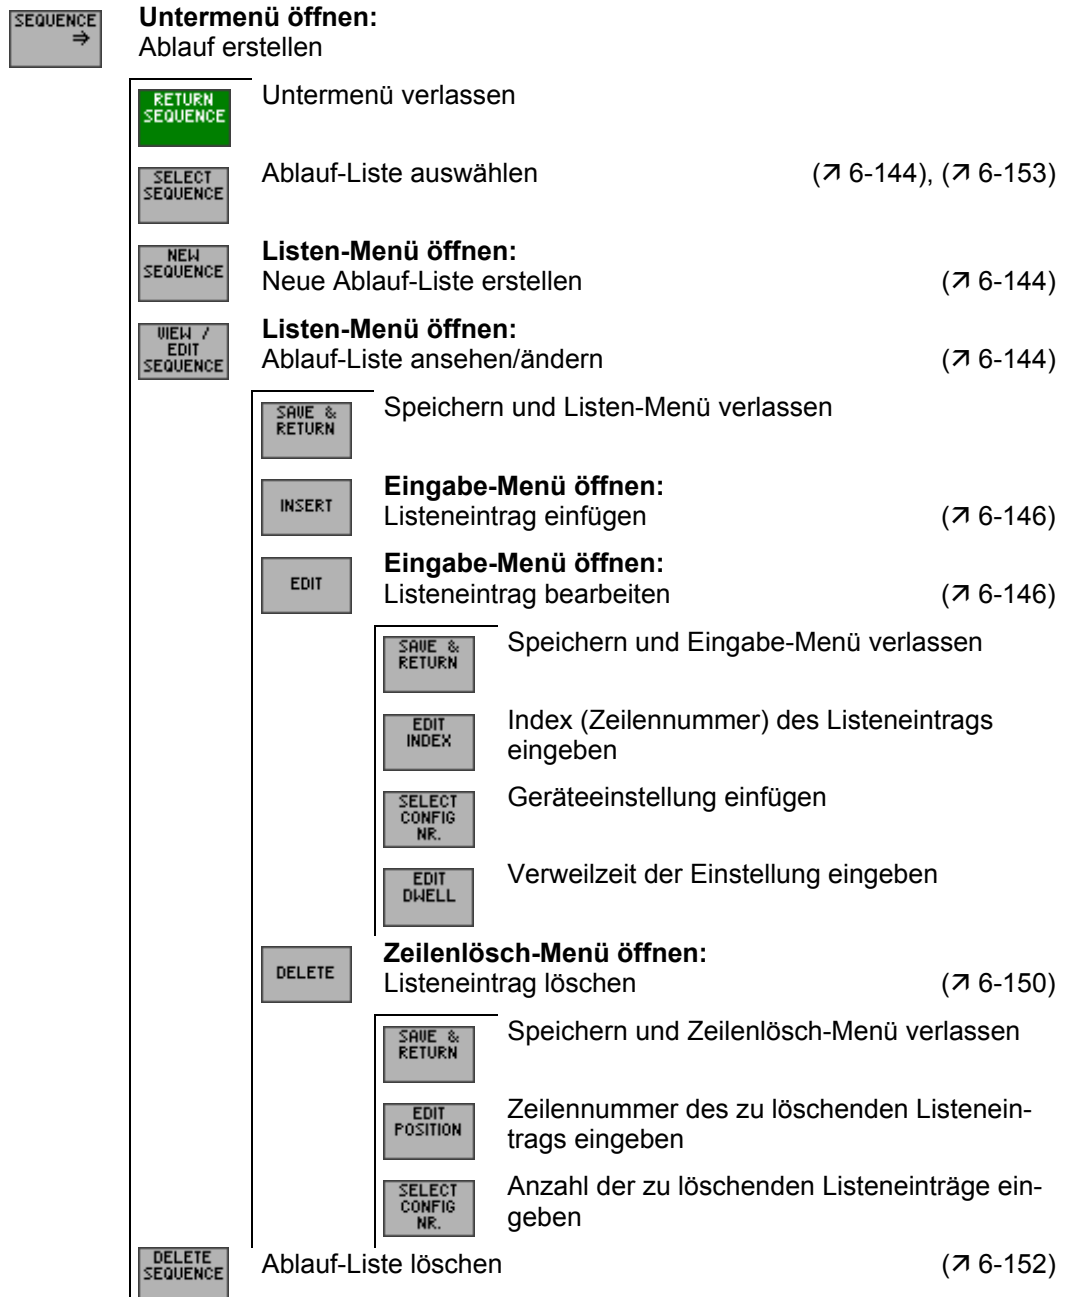 SEQUENCE ⇒
Untermenü öffnen:
Ablauf erstellen
RETURN SEQUENCE
Untermenü verlassen
SELECT SEQUENCE
Ablauf-Liste auswählen (↗ 6-144), (↗ 6-153)
NEW SEQUENCE
Listen-Menü öffnen:
Neue Ablauf-Liste erstellen (↗ 6-144)
VIEW / EDIT SEQUENCE
Listen-Menü öffnen:
Ablauf-Liste ansehen/ändern (↗ 6-144)
SAVE & RETURN
Speichern und Listen-Menü verlassen
INSERT
Eingabe-Menü öffnen:
Listeneintrag einfügen (↗ 6-146)
EDIT
Eingabe-Menü öffnen:
Listeneintrag bearbeiten (↗ 6-146)
SAVE & RETURN
Speichern und Eingabe-Menü verlassen
EDIT INDEX
Index (Zeilennummer) des Listeneintrags
eingeben
SELECT CONFIG NR.
Geräteeinstellung einfügen
EDIT DWELL
Verweilzeit der Einstellung eingeben
DELETE
Zeilenlösch-Menü öffnen:
Listeneintrag löschen (↗ 6-150)
SAVE & RETURN
Speichern und Zeilenlösch-Menü verlassen
EDIT POSITION
Zeilennummer des zu löschenden Listenein-
trags eingeben
SELECT CONFIG NR.
Anzahl der zu löschenden Listeneinträge ein-
geben
DELETE SEQUENCE
Ablauf-Liste löschen (↗ 6-152)